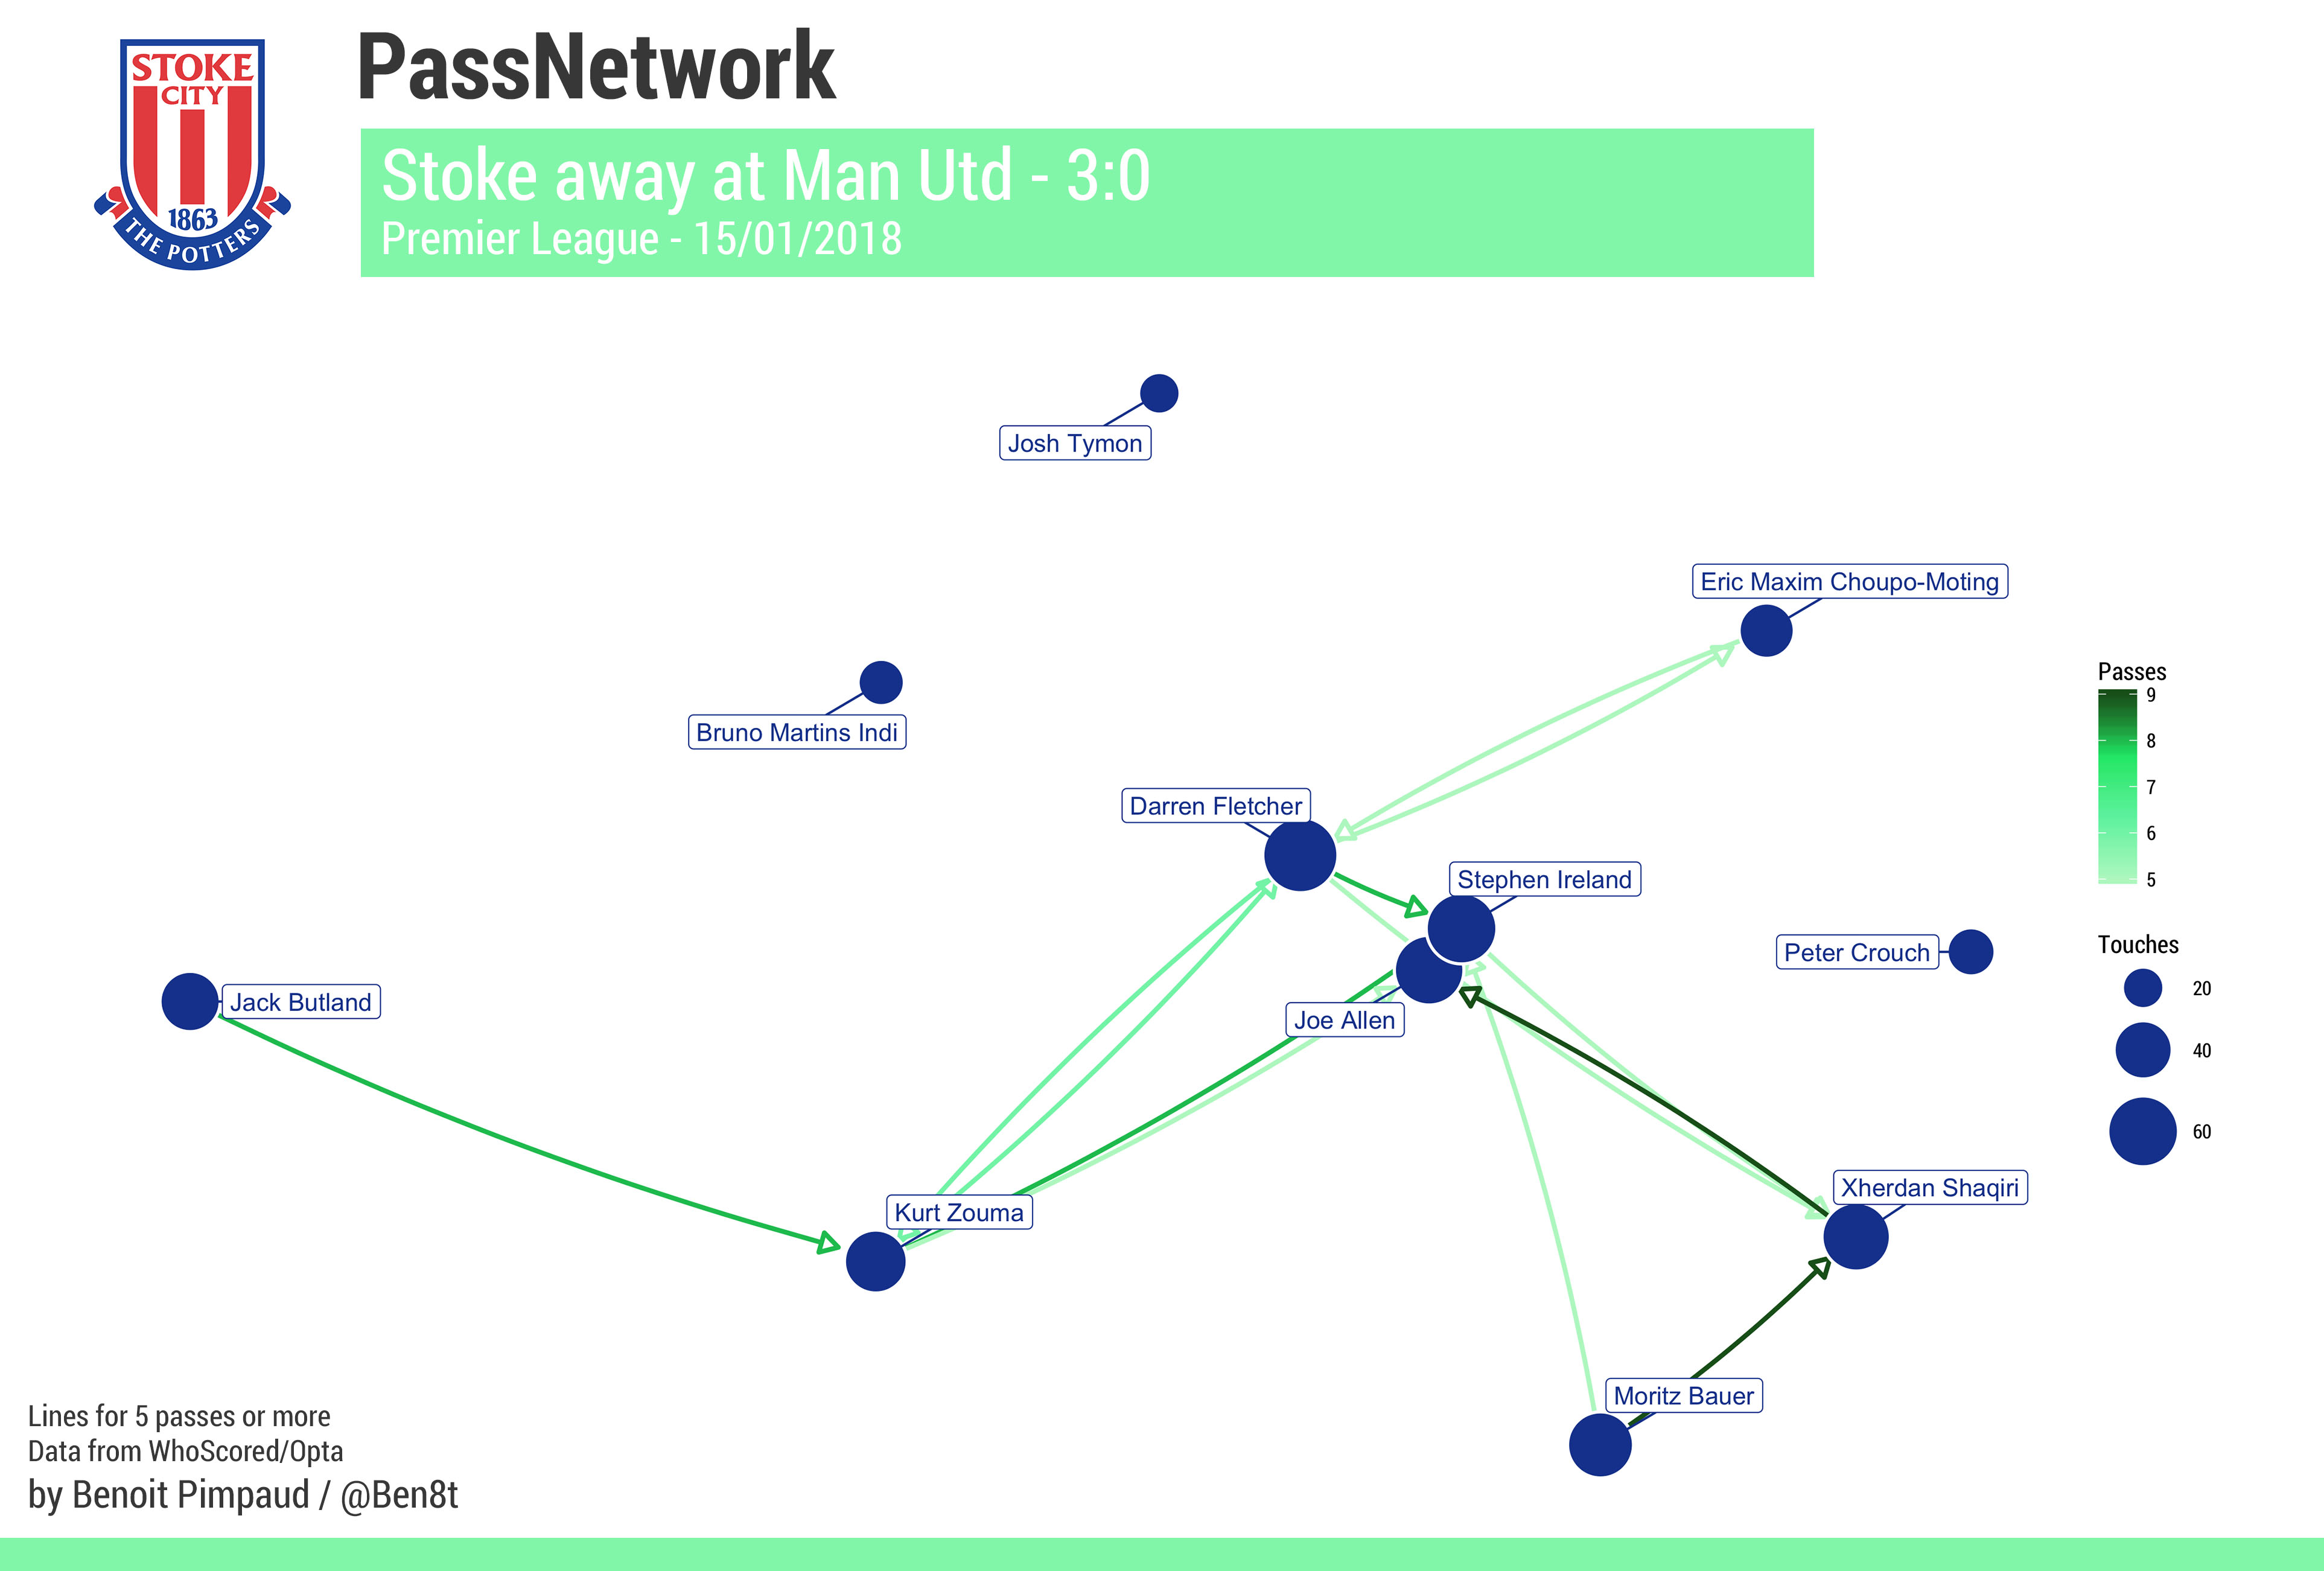 STOKE
CITY
1863
THE POTTERS
PassNetwork
Stoke away at Man Utd - 3:0
Premier League - 15/01/2018
Josh Tymon
Eric Maxim Choupo-Moting
Bruno Martins Indi
Darren Fletcher
Stephen Ireland
Peter Crouch
Jack Butland
Joe Allen
Xherdan Shaqiri
Kurt Zouma
Moritz Bauer
Passes
9
8
7
6
5
Touches
20
40
60
Lines for 5 passes or more
Data from WhoScored/Opta
by Benoit Pimpaud / @Ben8t